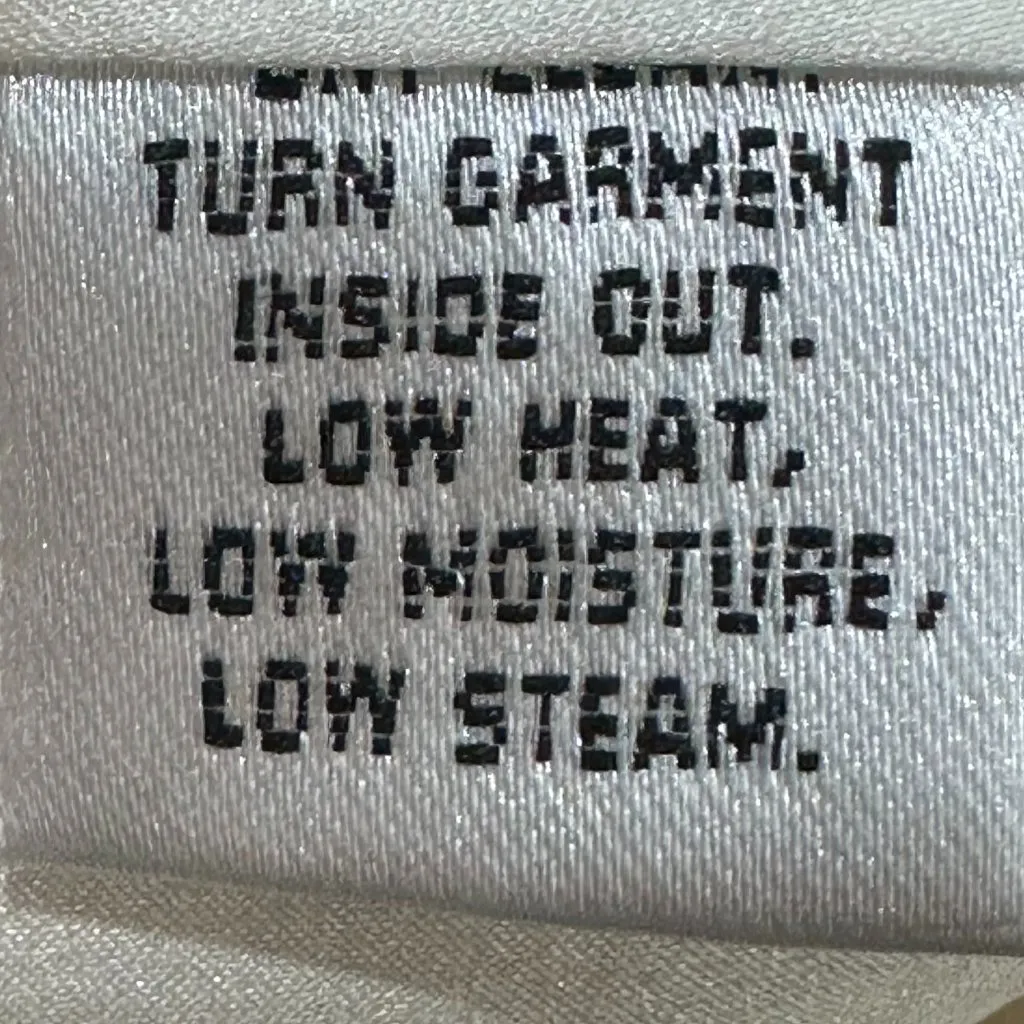 TURN GARMENT
INSIDE OUT.
LOW HEAT,
LOW MOISTURE,
LOW STEAM.